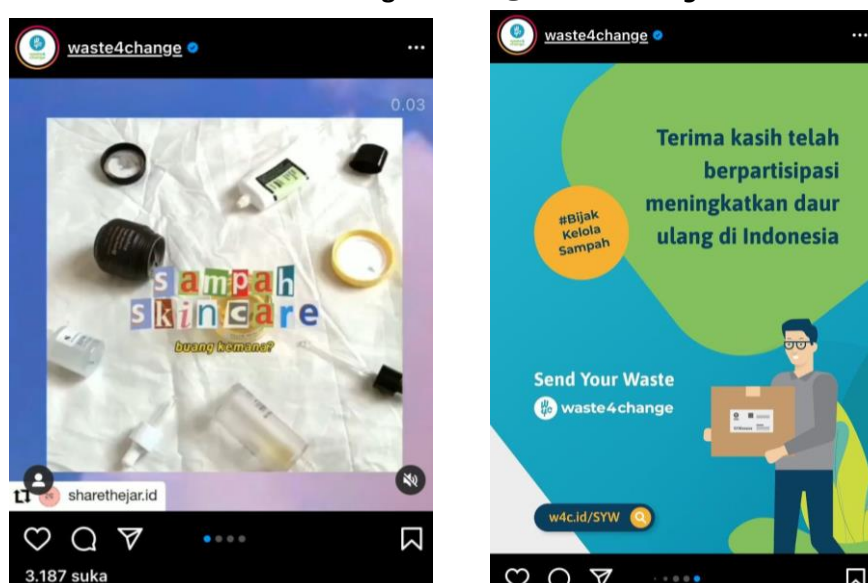 waste4change
0.03
sampah
skincare
buang kemana?
sharethejar.id
3.187 suka
waste4change
Terima kasih telah
berpartisipasi
meningkatkan daur
ulang di Indonesia
#Bijak
Kelola
Sampah
Send Your Waste
waste4change
w4c.id/SYW